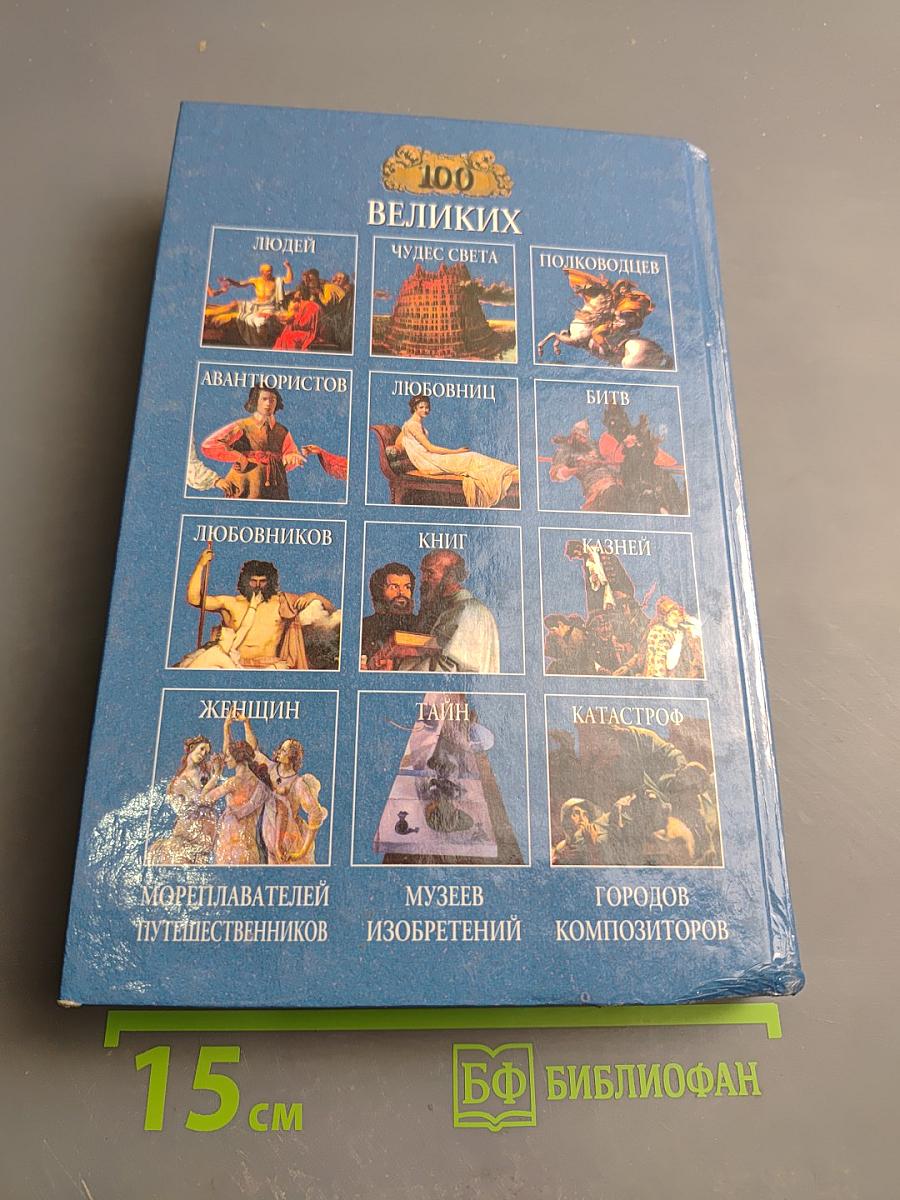 100
ВЕЛИКИХ
ЛЮДЕЙ
ЧУДЕС СВЕТА
ПОЛКОВОДЦЕВ
АВАНТЮРИСТОВ
ЛЮБОВНИЦ
БИТВ
ЛЮБОВНИКОВ
КНИГ
КАЗНЕЙ
ЖЕНЩИН
ТАЙН
КАТАСТРОФ
МОРЕПЛАВАТЕЛЕЙ
МУЗЕЕВ
ГОРОДОВ
ПУТЕШЕСТВЕННИКОВ
ИЗОБРЕТЕНИЙ
КОМПОЗИТОРОВ
15 см
БФ БИБЛИОФАН